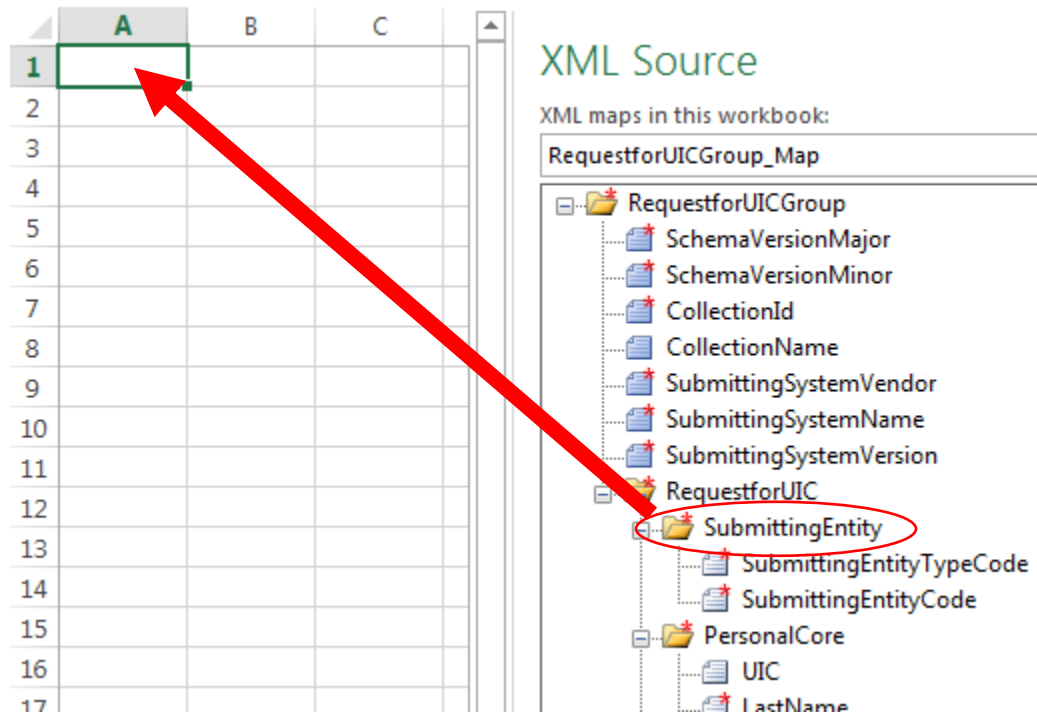 A B C
1
2
3
4
5
6
7
8
9
10
11
12
13
14
15
16
17
XML Source
XML maps in this workbook:
RequestforUICGroup_Map
RequestforUICGroup
SchemaVersionMajor
SchemaVersionMinor
CollectionId
CollectionName
SubmittingSystemVendor
SubmittingSystemName
SubmittingSystemVersion
RequestforUIC
SubmittingEntity
SubmittingEntityTypeCode
SubmittingEntityCode
PersonalCore
UIC
LastName